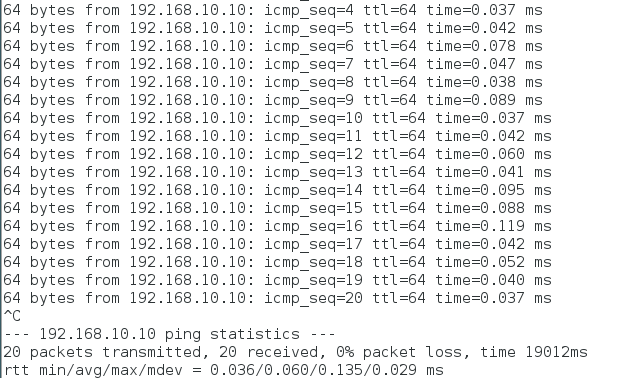 64 bytes from 192.168.10.10: icmp_seq=4 ttl=64 time=0.037 ms
64 bytes from 192.168.10.10: icmp_seq=5 ttl=64 time=0.042 ms
64 bytes from 192.168.10.10: icmp_seq=6 ttl=64 time=0.078 ms
64 bytes from 192.168.10.10: icmp_seq=7 ttl=64 time=0.047 ms
64 bytes from 192.168.10.10: icmp_seq=8 ttl=64 time=0.038 ms
64 bytes from 192.168.10.10: icmp_seq=9 ttl=64 time=0.089 ms
64 bytes from 192.168.10.10: icmp_seq=10 ttl=64 time=0.037 ms
64 bytes from 192.168.10.10: icmp_seq=11 ttl=64 time=0.042 ms
64 bytes from 192.168.10.10: icmp_seq=12 ttl=64 time=0.060 ms
64 bytes from 192.168.10.10: icmp_seq=13 ttl=64 time=0.041 ms
64 bytes from 192.168.10.10: icmp_seq=14 ttl=64 time=0.095 ms
64 bytes from 192.168.10.10: icmp_seq=15 ttl=64 time=0.088 ms
64 bytes from 192.168.10.10: icmp_seq=16 ttl=64 time=0.119 ms
64 bytes from 192.168.10.10: icmp_seq=17 ttl=64 time=0.042 ms
64 bytes from 192.168.10.10: icmp_seq=18 ttl=64 time=0.052 ms
64 bytes from 192.168.10.10: icmp_seq=19 ttl=64 time=0.040 ms
64 bytes from 192.168.10.10: icmp_seq=20 ttl=64 time=0.037 ms
^C
--- 192.168.10.10 ping statistics ---
20 packets transmitted, 20 received, 0% packet loss, time 19012ms
rtt min/avg/max/mdev = 0.036/0.060/0.135/0.029 ms